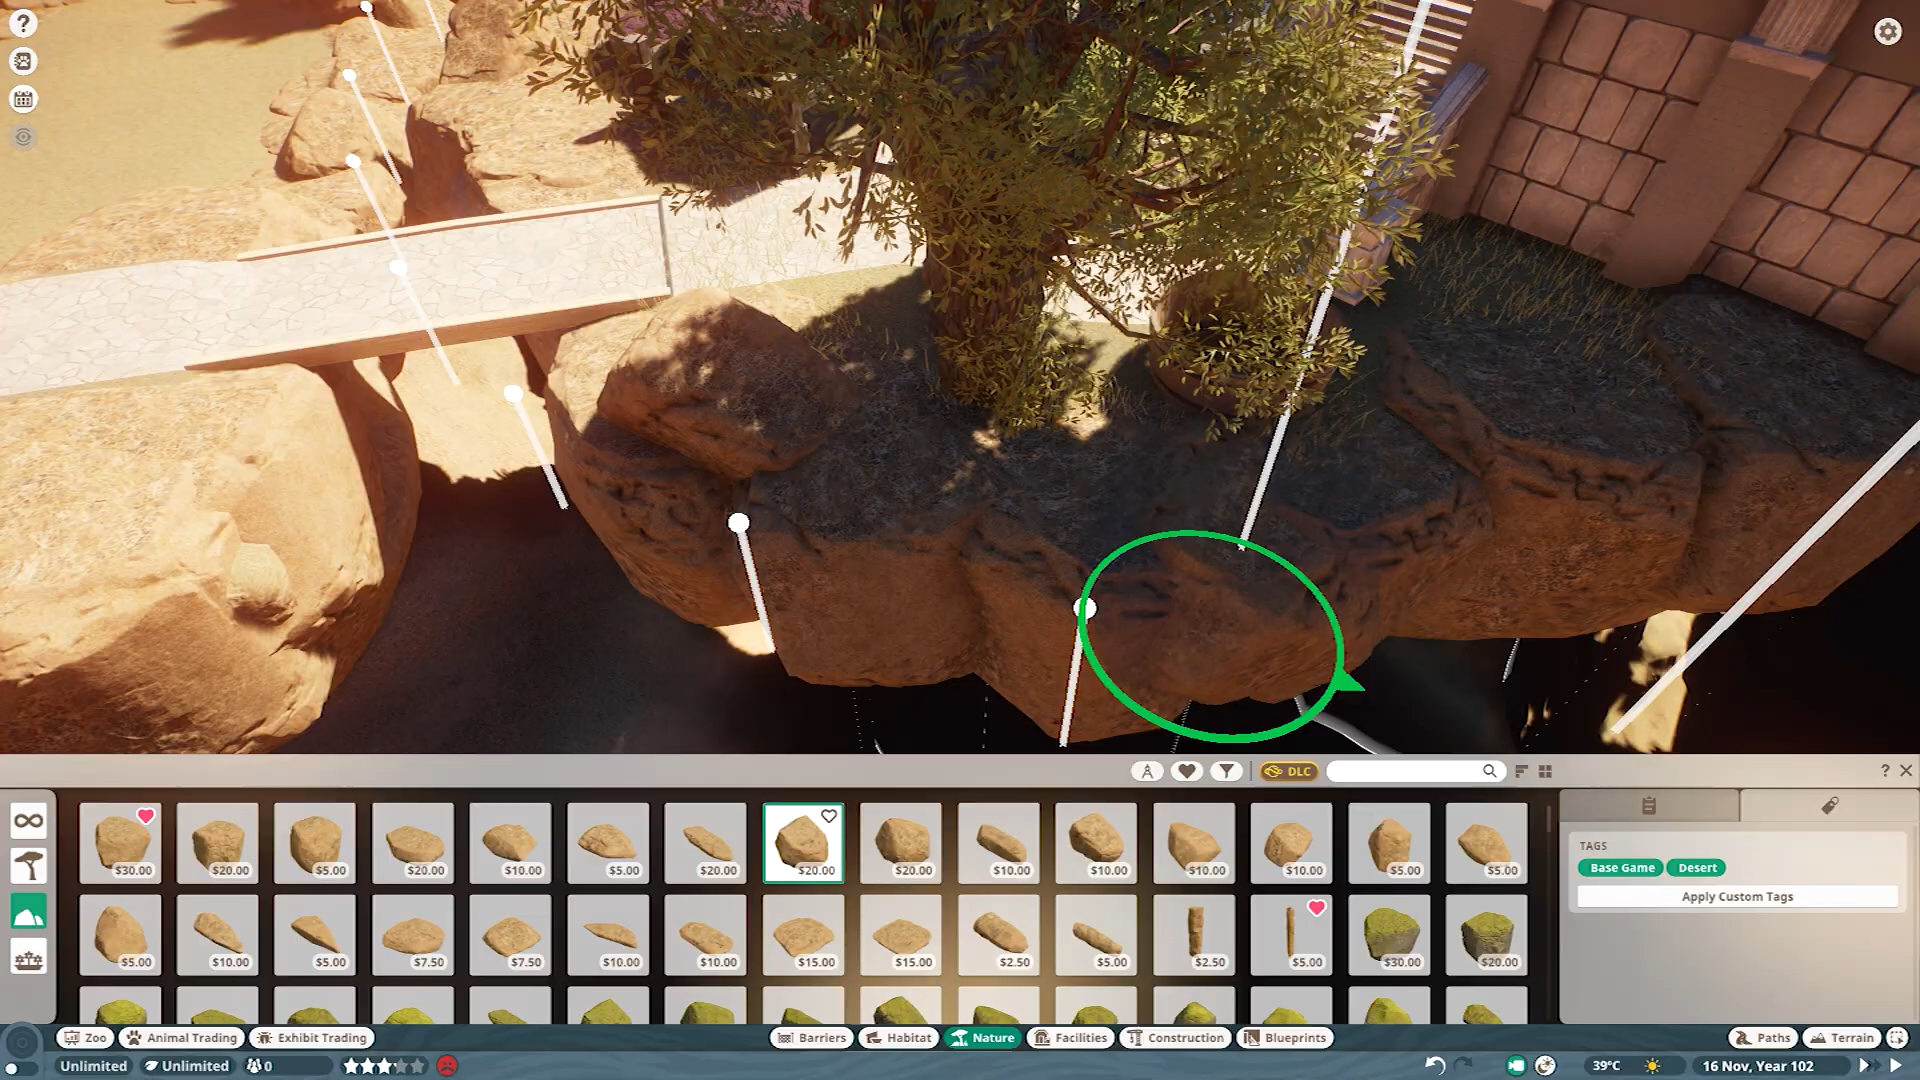 DLC
$30.00 $20.00 $5.00 $20.00 $10.00 $5.00 $20.00 $20.00 $20.00 $10.00 $10.00 $10.00 $10.00 $5.00 $5.00
$5.00 $10.00 $5.00 $7.50 $7.50 $10.00 $10.00 $15.00 $15.00 $2.50 $5.00 $2.50 $5.00 $30.00 $20.00
? ?
TAGS
Base Game Desert
Apply Custom Tags
Zoo Animal Trading Exhibit Trading Barriers Habitat Nature Facilities Construction Blueprints Paths Terrain
Unlimited Unlimited 0 39°C 16 Nov, Year 102